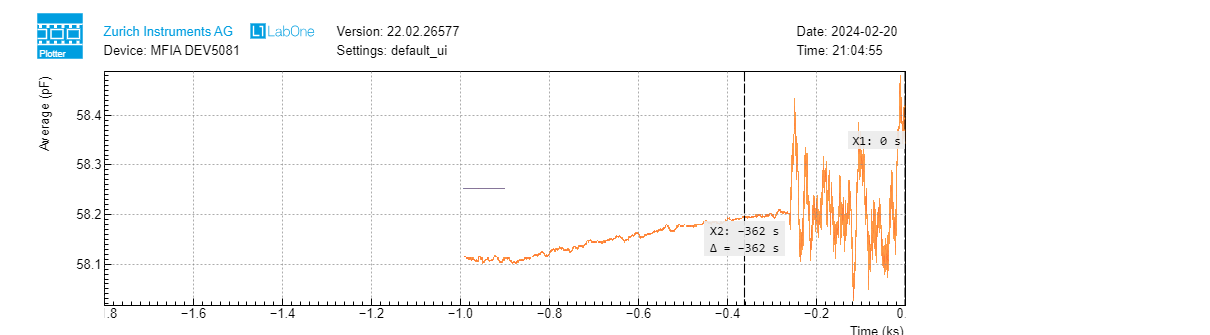 Plotter
Zurich Instruments AG
LabOne
Version: 22.02.26577
Date: 2024-02-20
Device: MFIA DEV5081
Settings: default_ui
Time: 21:04:55
Average (pF)
58.4
58.3
58.2
58.1
X1: 0 s
X2: −362 s
Δ = −362 s
.8 −1.6 −1.4 −1.2 −1.0 −0.8 −0.6 −0.4 −0.2 0.
Time (ks)